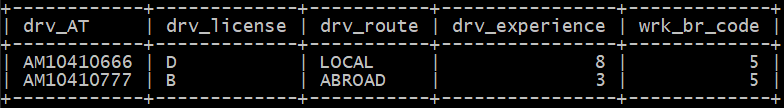 +------------+-------------+-----------+----------------+-------------+
| drv_AT     | drv_license | drv_route | drv_experience | wrk_br_code |
+------------+-------------+-----------+----------------+-------------+
| AM10410666 | D           | LOCAL     |              8 |           5 |
| AM10410777 | B           | ABROAD    |              3 |           5 |
+------------+-------------+-----------+----------------+-------------+